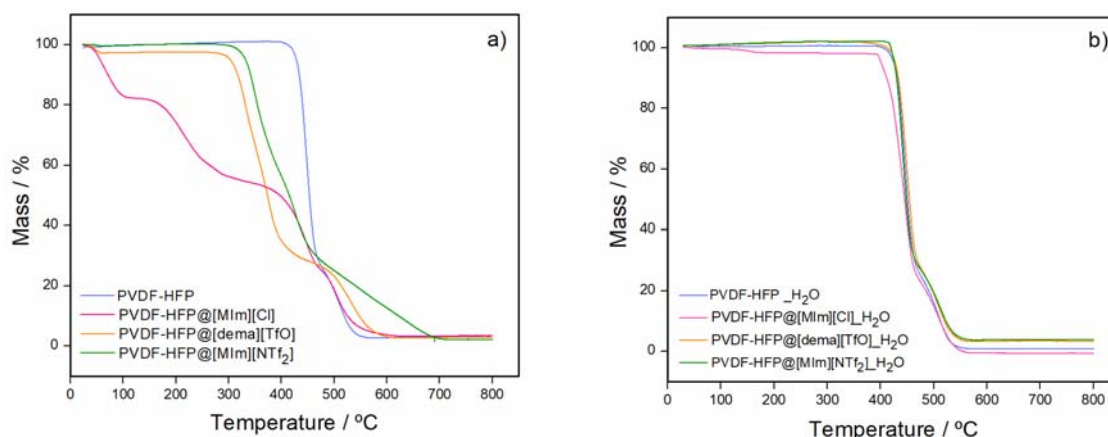 a)
100
80
60
40
20
0
Mass / %
PVDF-HFP
PVDF-HFP@[MIm][Cl]
PVDF-HFP@[dema][TfO]
PVDF-HFP@[MIm][NTf₂]
0 100 200 300 400 500 600 700 800
Temperature / ºC
b)
100
80
60
40
20
0
Mass / %
PVDF-HFP _H₂O
PVDF-HFP@[MIm][Cl]_H₂O
PVDF-HFP@[dema][TfO]_H₂O
PVDF-HFP@[MIm][NTf₂]_H₂O
0 100 200 300 400 500 600 700 800
Temperature / ºC